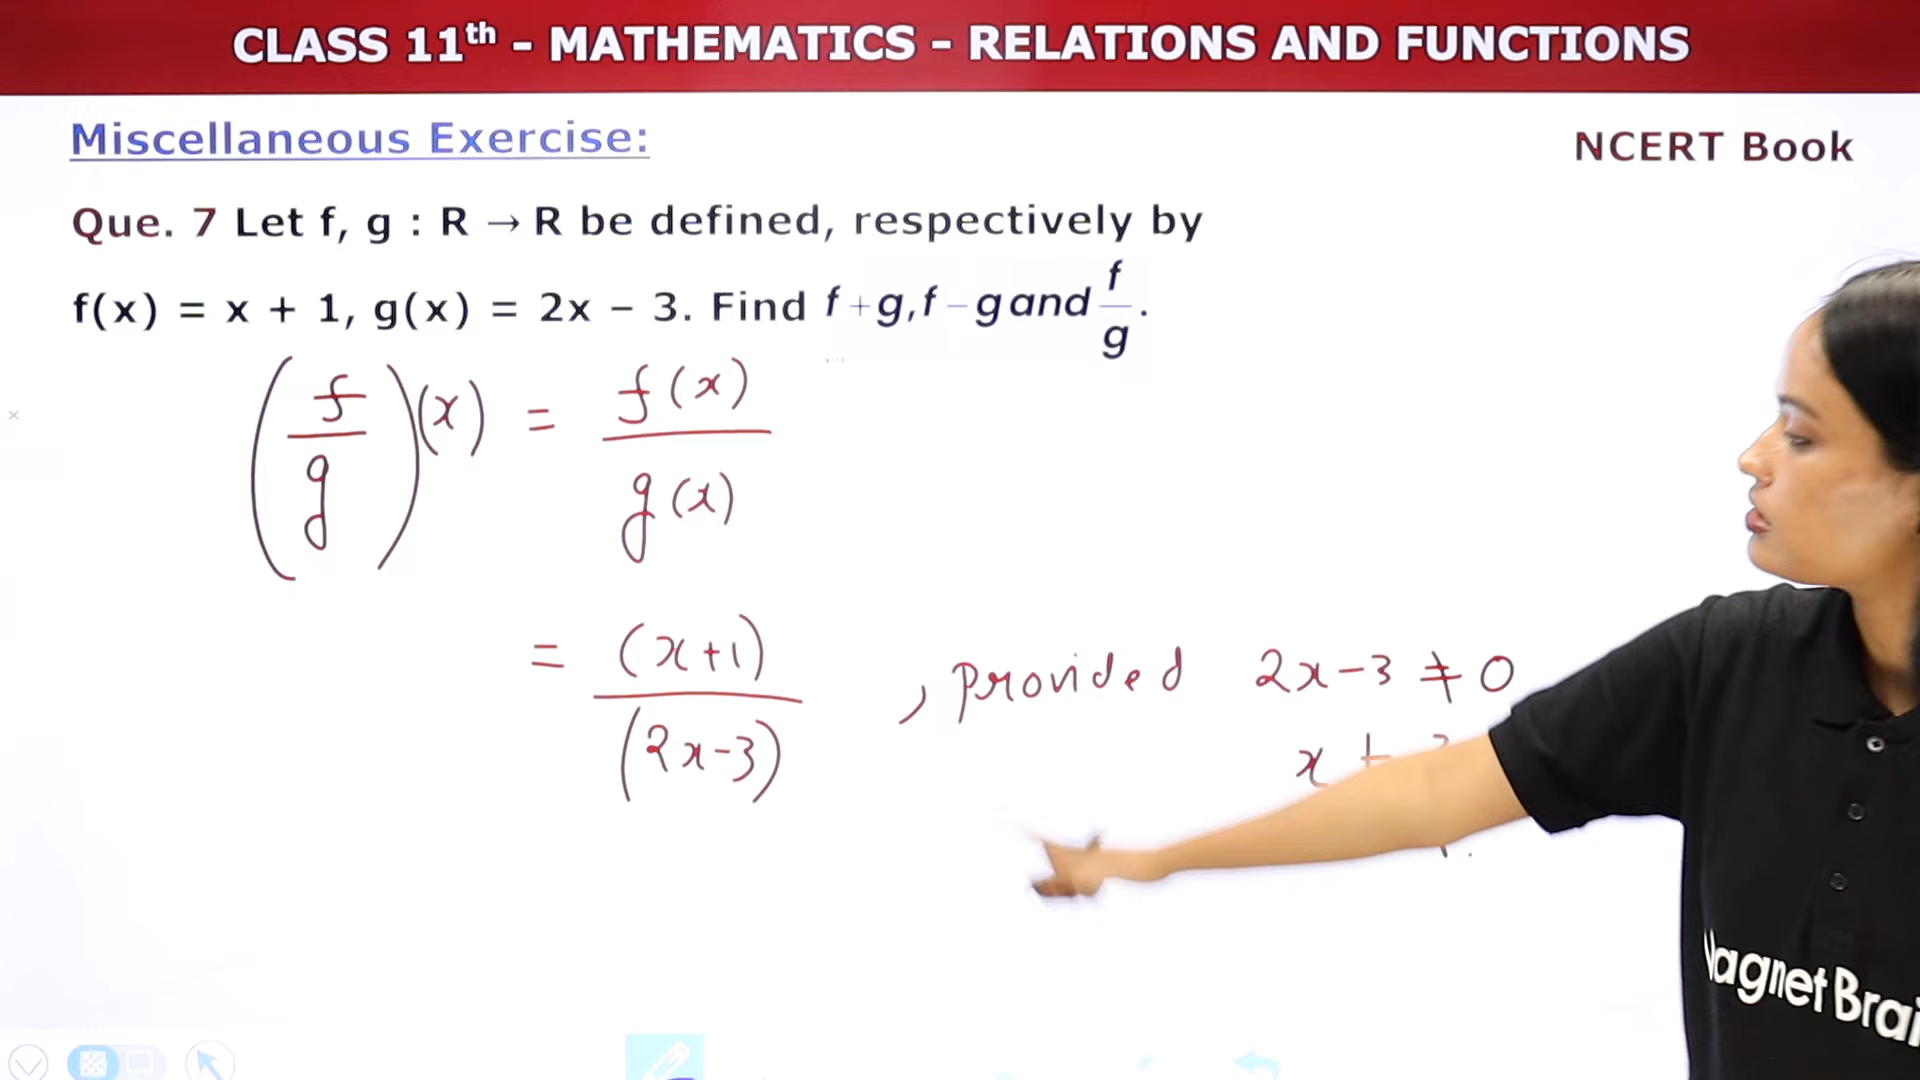 CLASS 11th - MATHEMATICS - RELATIONS AND FUNCTIONS
Miscellaneous Exercise:
NCERT Book
Que. 7 Let f, g : R → R be defined, respectively by
f(x) = x + 1, g(x) = 2x – 3. Find f+g, f–g and f/g.
(f/g)(x) = f(x)/g(x)
= (x+1)/(2x-3) , provided 2x-3 ≠ 0
x
Magnet Brai